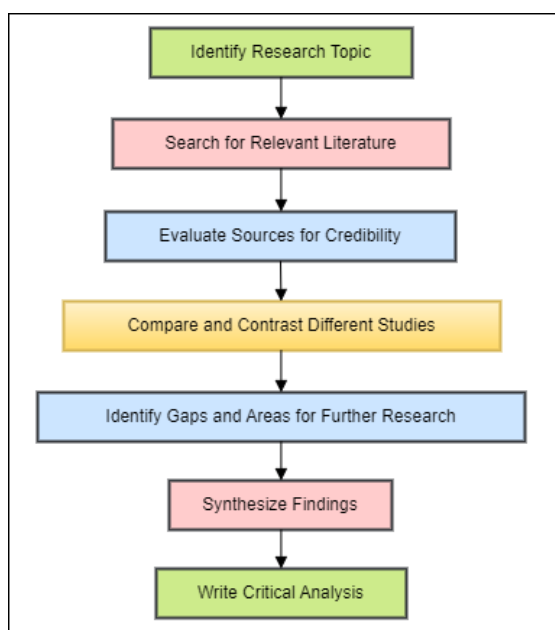 Identify Research Topic
Search for Relevant Literature
Evaluate Sources for Credibility
Compare and Contrast Different Studies
Identify Gaps and Areas for Further Research
Synthesize Findings
Write Critical Analysis